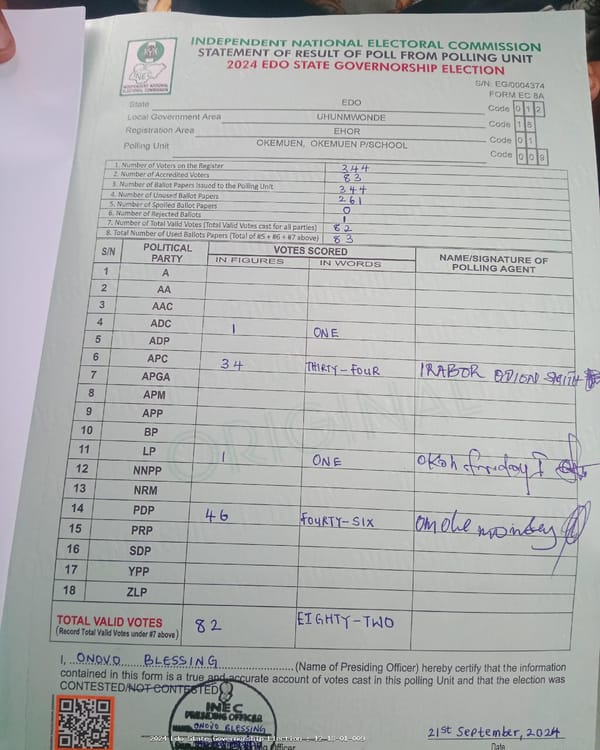 INDEPENDENT NATIONAL ELECTORAL COMMISSION
STATEMENT OF RESULT OF POLL FROM POLLING UNIT
2024 EDO STATE GOVERNORSHIP ELECTION
INEC
INDEPENDENT NATIONAL ELECTORAL COMMISSION
S/N: EG/0004374
FORM EC 8A
State EDO Code 0 1 2
Local Government Area UHUNMWONDE Code 1 8
Registration Area EHOR Code 0 1
Polling Unit OKEMUEN, OKEMUEN P/SCHOOL Code 0 0 9
1. Number of Voters on the Register 344
2. Number of Accredited Voters 83
3. Number of Ballot Papers Issued to the Polling Unit 344
4. Number of Unused Ballot Papers 261
5. Number of Spoiled Ballot Papers 0
6. Number of Rejected Ballots 1
7. Number of Total Valid Votes (Total Valid Votes cast for all parties) 82
8. Total Number of Used Ballots Papers (Total of #5 + #6 + #7 above) 83
S/N POLITICAL PARTY VOTES SCORED NAME/SIGNATURE OF POLLING AGENT
IN FIGURES IN WORDS
1 A
2 AA
3 AAC
4 ADC 1 ONE
5 ADP
6 APC 34 THIRTY-FOUR IRABOR ODION SMITH
7 APGA
8 APM
9 APP
10 BP
11 LP 1 ONE Okoh friday I
12 NNPP
13 NRM
14 PDP 46 FOURTY-SIX Omohe monday
15 PRP
16 SDP
17 YPP
18 ZLP
ORIGINAL
TOTAL VALID VOTES 82 EIGHTY-TWO
(Record Total Valid Votes under #7 above)
I, ONOVO BLESSING (Name of Presiding Officer) hereby certify that the information
contained in this form is a true and accurate account of votes cast in this polling Unit and that the election was
CONTESTED/NOT CONTESTED
INEC
PRESIDING OFFICER
ONOVO BLESSING
21st September, 2024
2024 Edo State Governorship Election : 12-18-01-009
Officer
Date